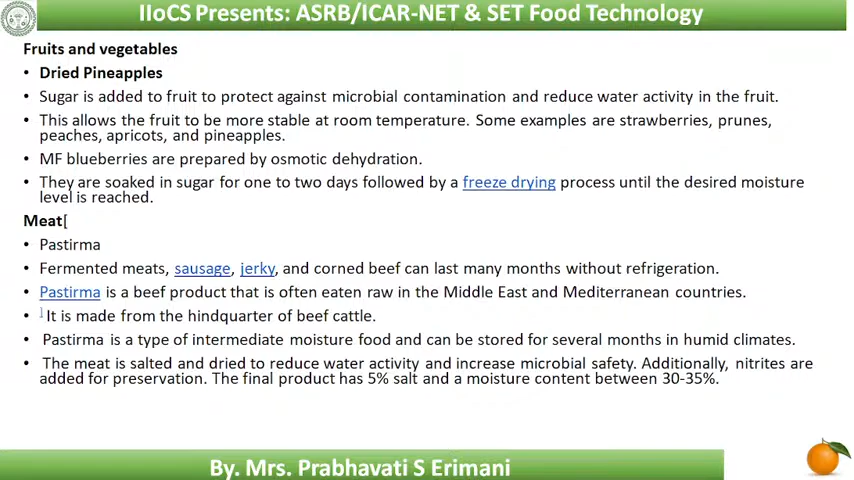 IIoCS Presents: ASRB/ICAR-NET & SET Food Technology
Fruits and vegetables
• Dried Pineapples
• Sugar is added to fruit to protect against microbial contamination and reduce water activity in the fruit.
• This allows the fruit to be more stable at room temperature. Some examples are strawberries, prunes,
peaches, apricots, and pineapples.
• MF blueberries are prepared by osmotic dehydration.
• They are soaked in sugar for one to two days followed by a freeze drying process until the desired moisture
level is reached.
Meat[
• Pastirma
• Fermented meats, sausage, jerky, and corned beef can last many months without refrigeration.
• Pastirma is a beef product that is often eaten raw in the Middle East and Mediterranean countries.
• ] It is made from the hindquarter of beef cattle.
• Pastirma is a type of intermediate moisture food and can be stored for several months in humid climates.
• The meat is salted and dried to reduce water activity and increase microbial safety. Additionally, nitrites are
added for preservation. The final product has 5% salt and a moisture content between 30-35%.
By. Mrs. Prabhavati S Erimani